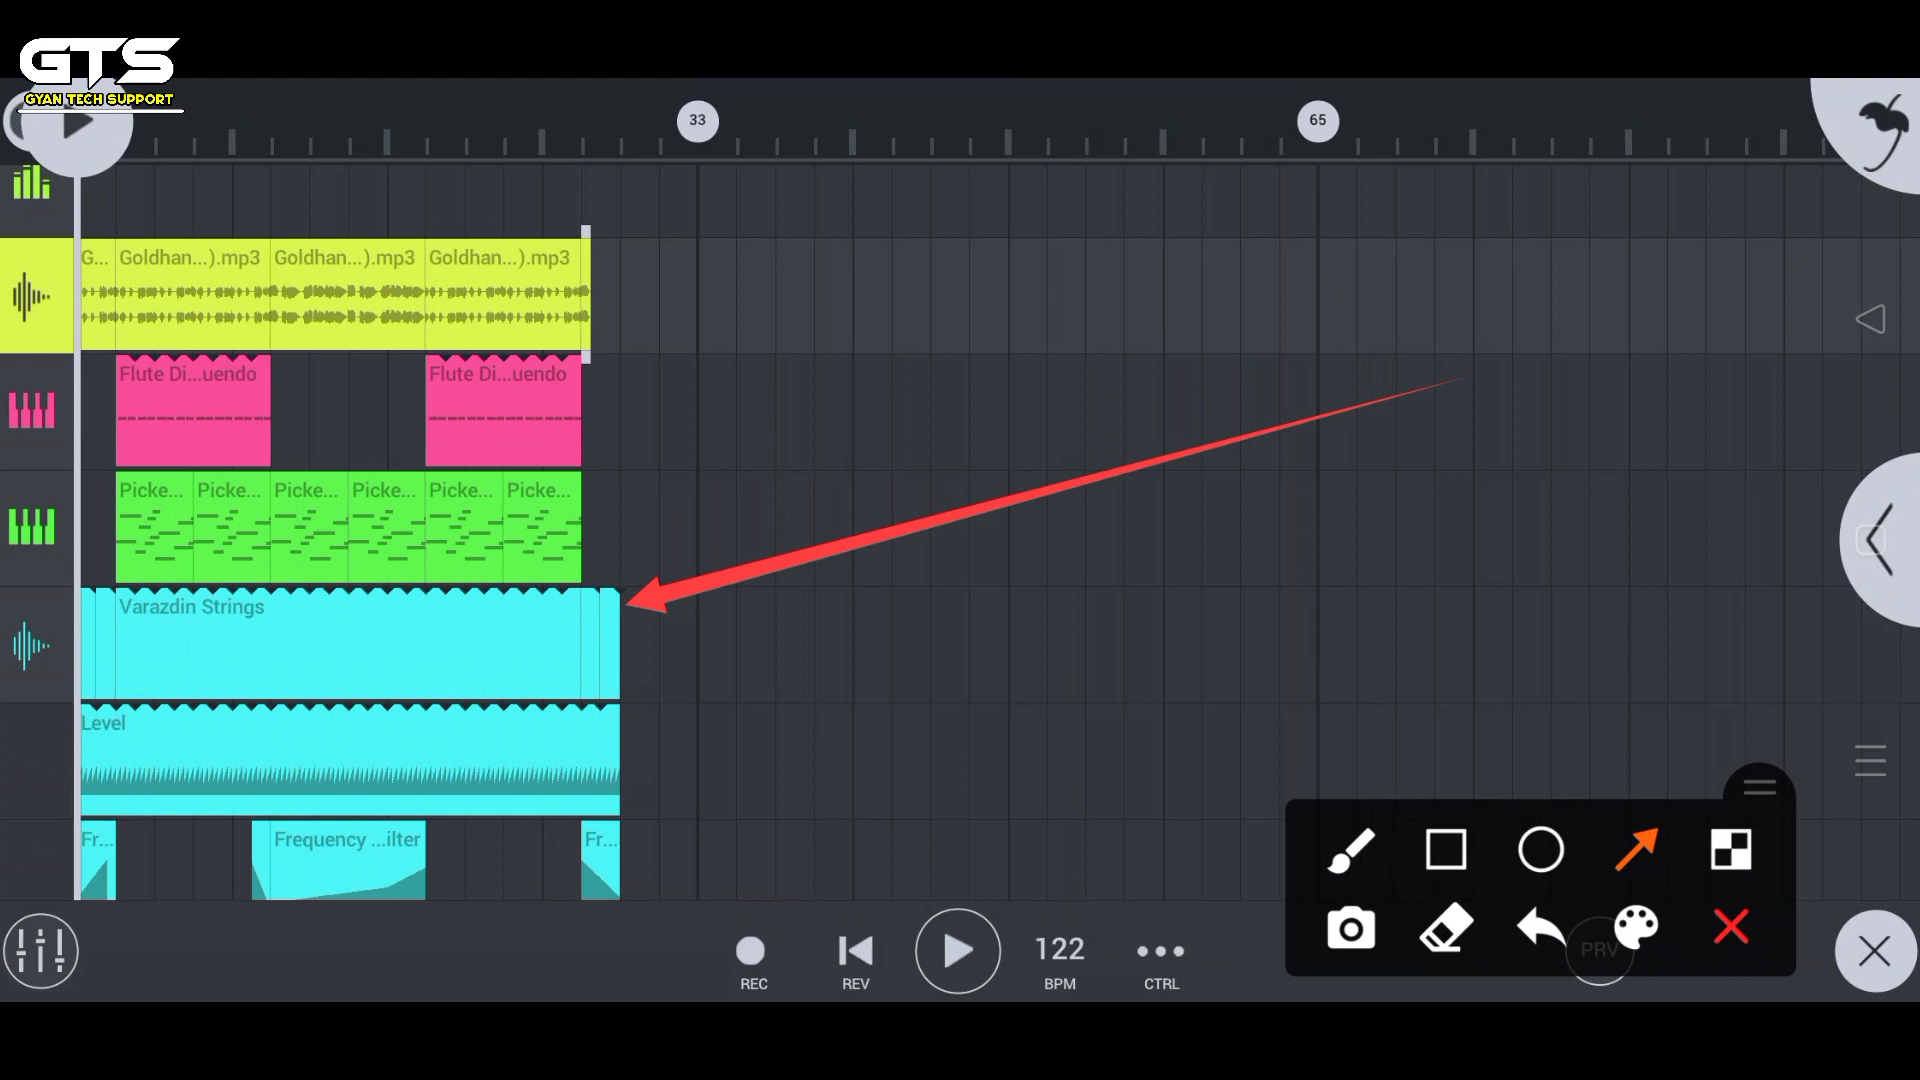 GTS
GYAN TECH SUPPORT
33
65
G... Goldhan...).mp3 Goldhan...).mp3 Goldhan...).mp3
Flute Di...uendo Flute Di...uendo
Picke... Picke... Picke... Picke... Picke... Picke...
Varazdin Strings
Level
Fr... Frequency ...ilter Fr...
122
PRV
REC REV BPM CTRL